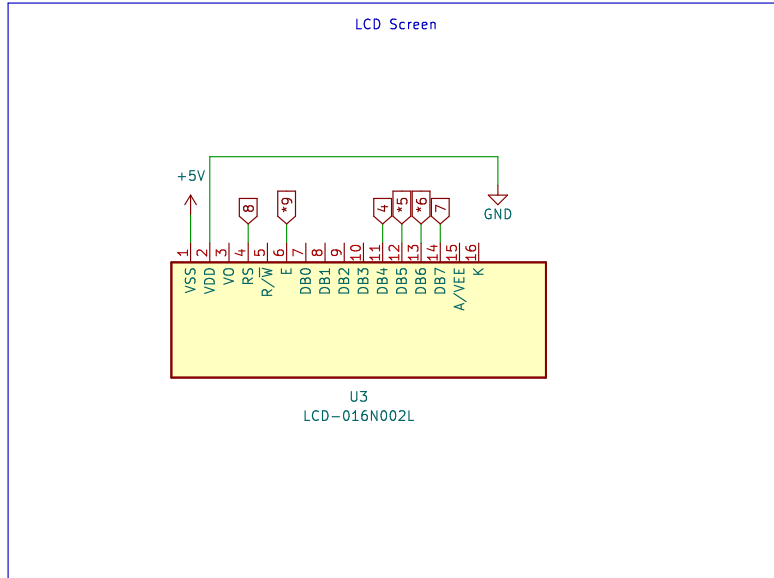 LCD Screen
+5V
GND
8
*9
4
*5
*6
7
1
2
3
4
5
6
7
8
9
10
11
12
13
14
15
16
VSS
VDD
VO
RS
R/W
E
DB0
DB1
DB2
DB3
DB4
DB5
DB6
DB7
A/VEE
K
U3
LCD-016N002L